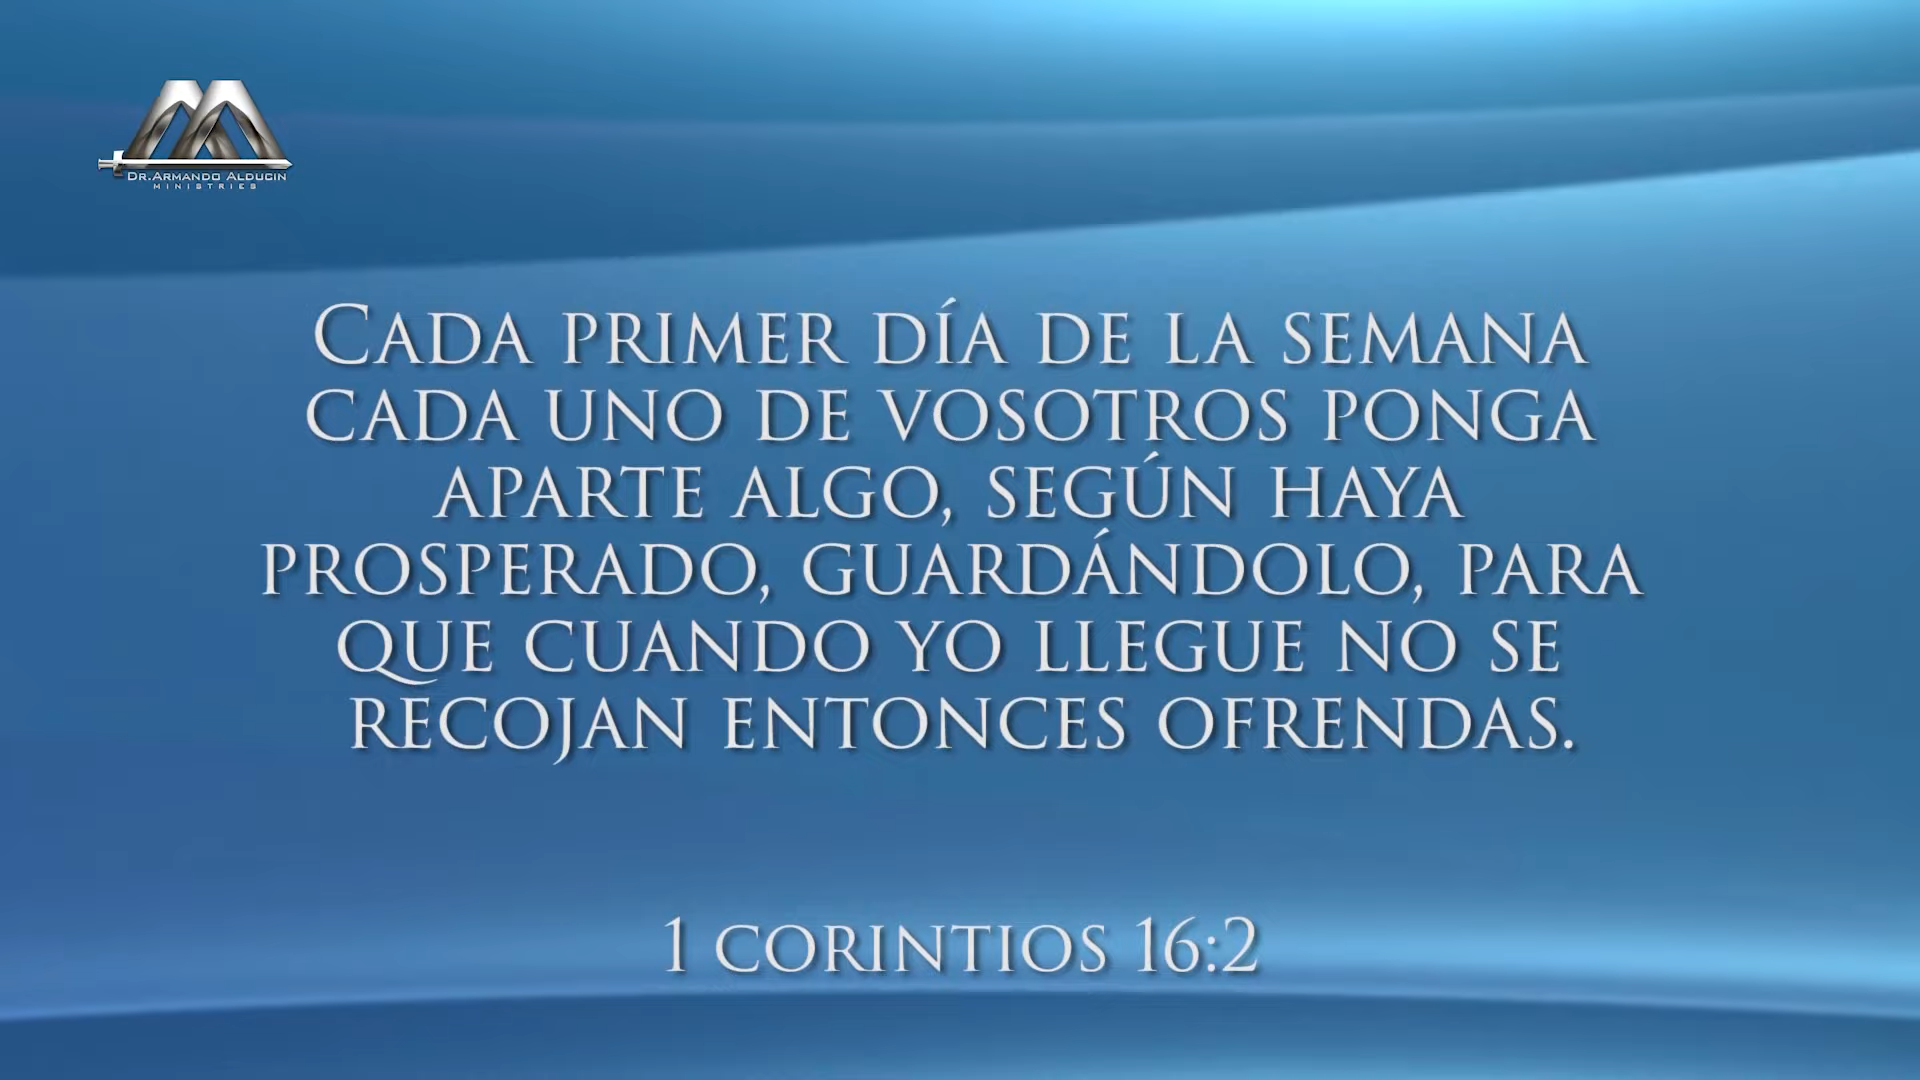 Dr. Armando Alducin
MINISTRIES
Cada primer día de la semana
cada uno de vosotros ponga
aparte algo, según haya
prosperado, guardándolo, para
que cuando yo llegue no se
recojan entonces ofrendas.
1 corintios 16:2